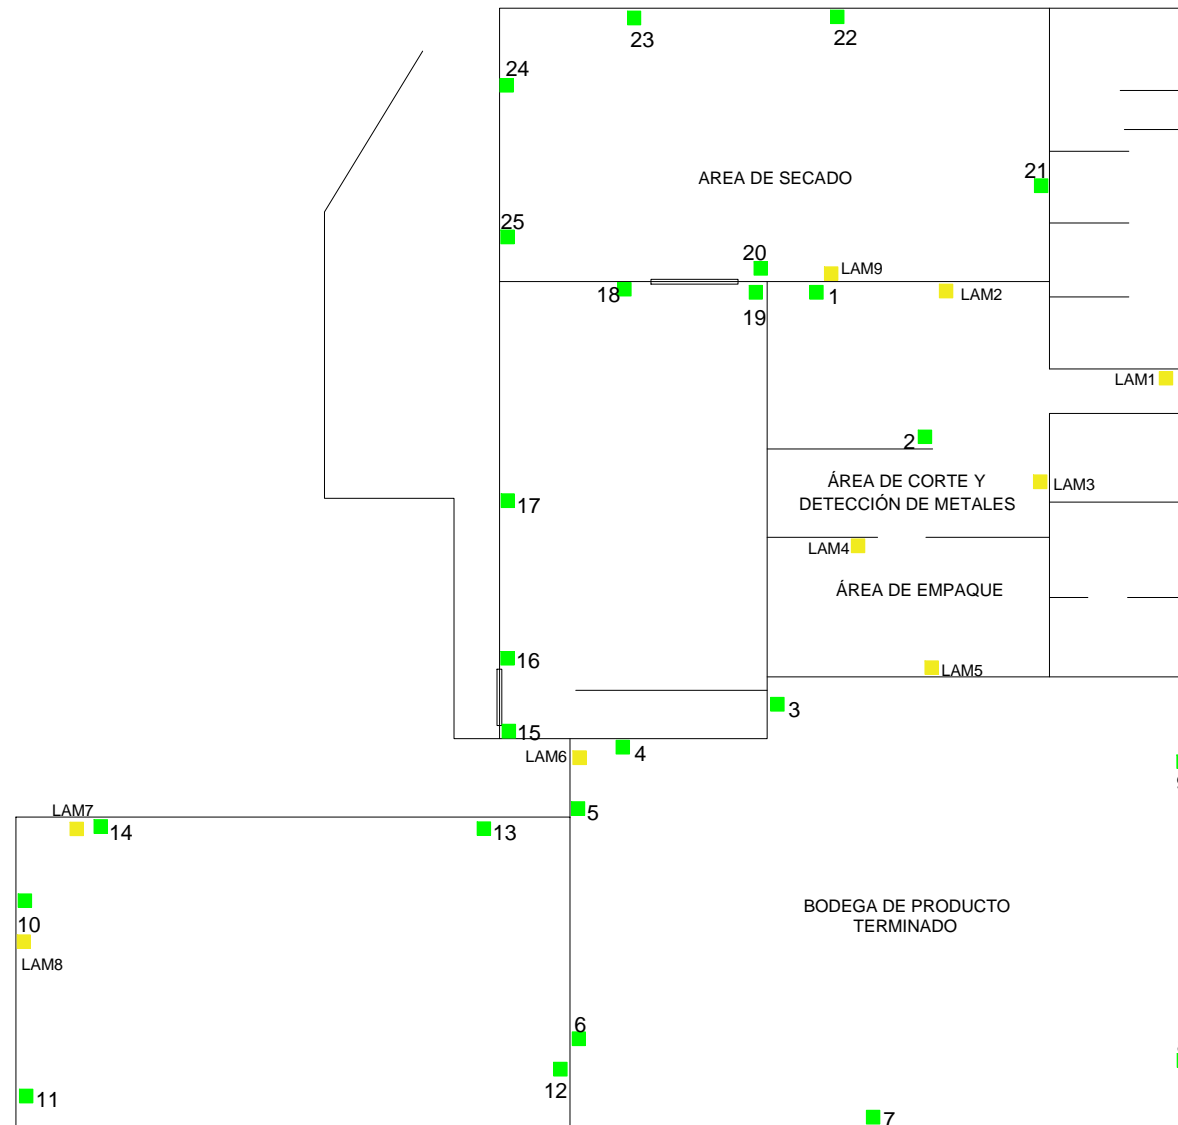 23
22
24
21
AREA DE SECADO
25
20
LAM9
18
19
1
LAM2
LAM1
2
ÁREA DE CORTE Y
DETECCIÓN DE METALES
LAM3
17
LAM4
ÁREA DE EMPAQUE
16
LAM5
3
15
4
LAM6
LAM7
5
14
13
10
BODEGA DE PRODUCTO
TERMINADO
LAM8
6
12
11
7